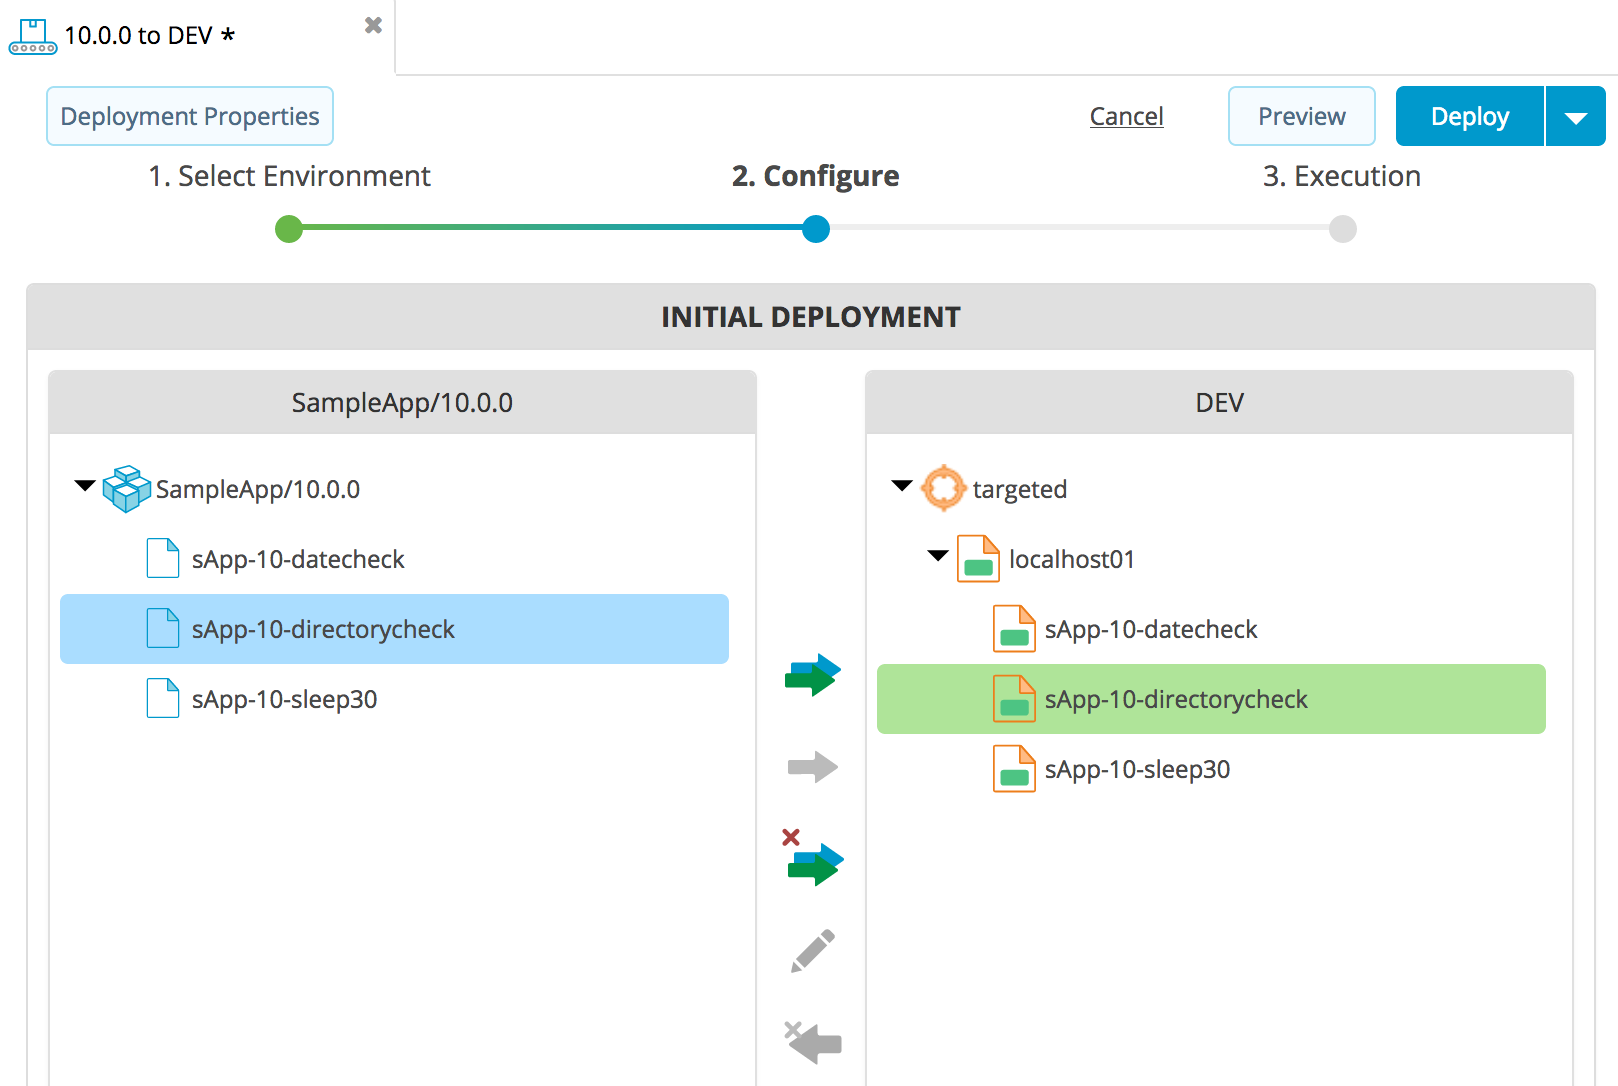 10.0.0 to DEV *
Deployment Properties
Cancel
Preview
Deploy
1. Select Environment
2. Configure
3. Execution
INITIAL DEPLOYMENT
SampleApp/10.0.0
SampleApp/10.0.0
sApp-10-datecheck
sApp-10-directorycheck
sApp-10-sleep30
DEV
targeted
localhost01
sApp-10-datecheck
sApp-10-directorycheck
sApp-10-sleep30